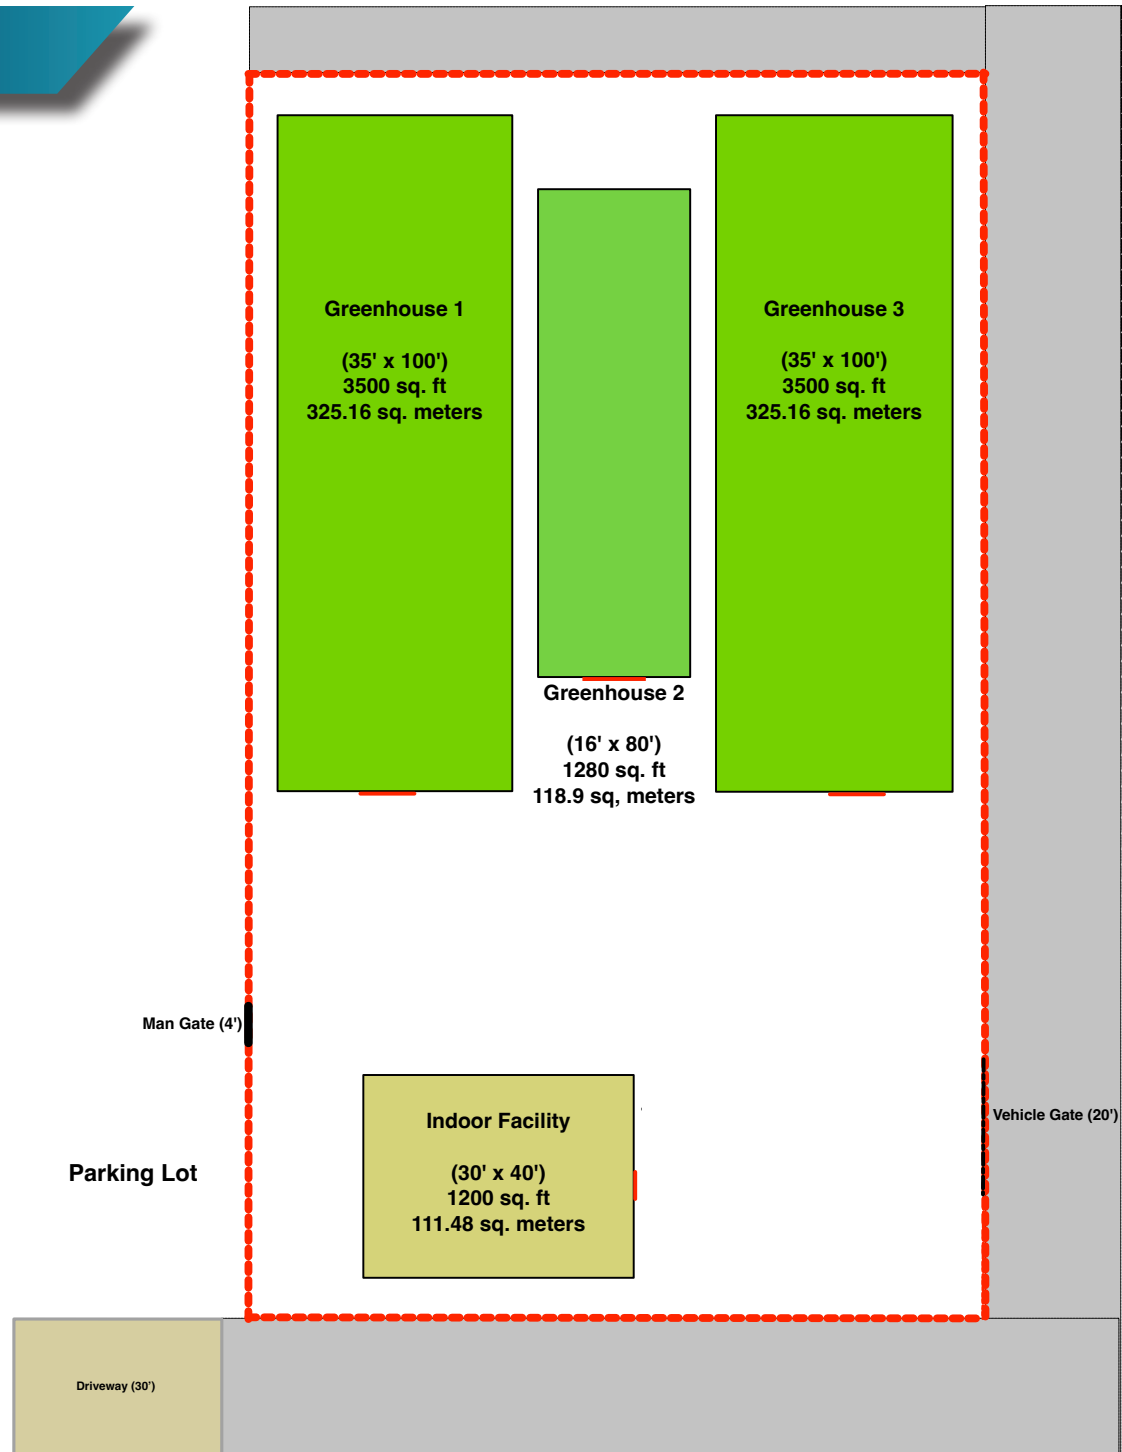 Greenhouse 1
(35' x 100')
3500 sq. ft
325.16 sq. meters
Greenhouse 3
(35' x 100')
3500 sq. ft
325.16 sq. meters
Greenhouse 2
(16' x 80')
1280 sq. ft
118.9 sq, meters
Man Gate (4')
Vehicle Gate (20')
Parking Lot
Indoor Facility
(30' x 40')
1200 sq. ft
111.48 sq. meters
Driveway (30')